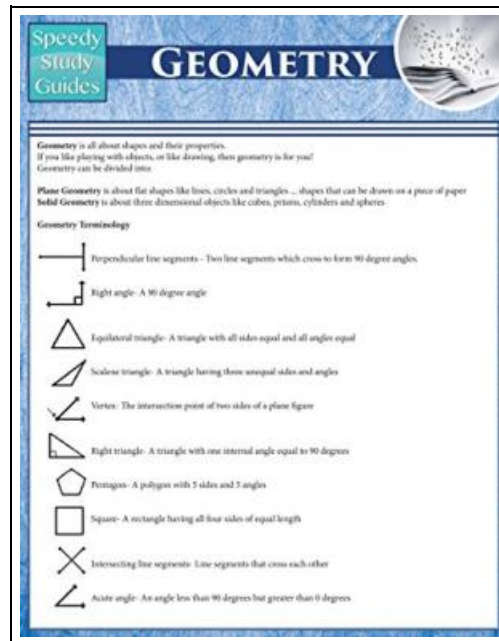 Speedy
Study
Guides
GEOMETRY
Geometry is all about shapes and their properties.
If you like playing with objects, or like drawing, then geometry is for you!
Geometry can be divided into:
Plane Geometry is about flat shapes like lines, circles and triangles ... shapes that can be drawn on a piece of paper
Solid Geometry is about three dimensional objects like cubes, prisms, cylinders and spheres
Geometry Terminology
Perpendicular line segments - Two line segments which cross to form 90 degree angles.
Right angle- A 90 degree angle
Equilateral triangle- A triangle with all sides equal and all angles equal
Scalene triangle- A triangle having three unequal sides and angles
Vertex- The intersection point of two sides of a plane figure
Right triangle- A triangle with one internal angle equal to 90 degrees
Pentagon- A polygon with 5 sides and 5 angles
Square- A rectangle having all four sides of equal length
Intersecting line segments- Line segments that cross each other
Acute angle- An angle less than 90 degrees but greater than 0 degrees